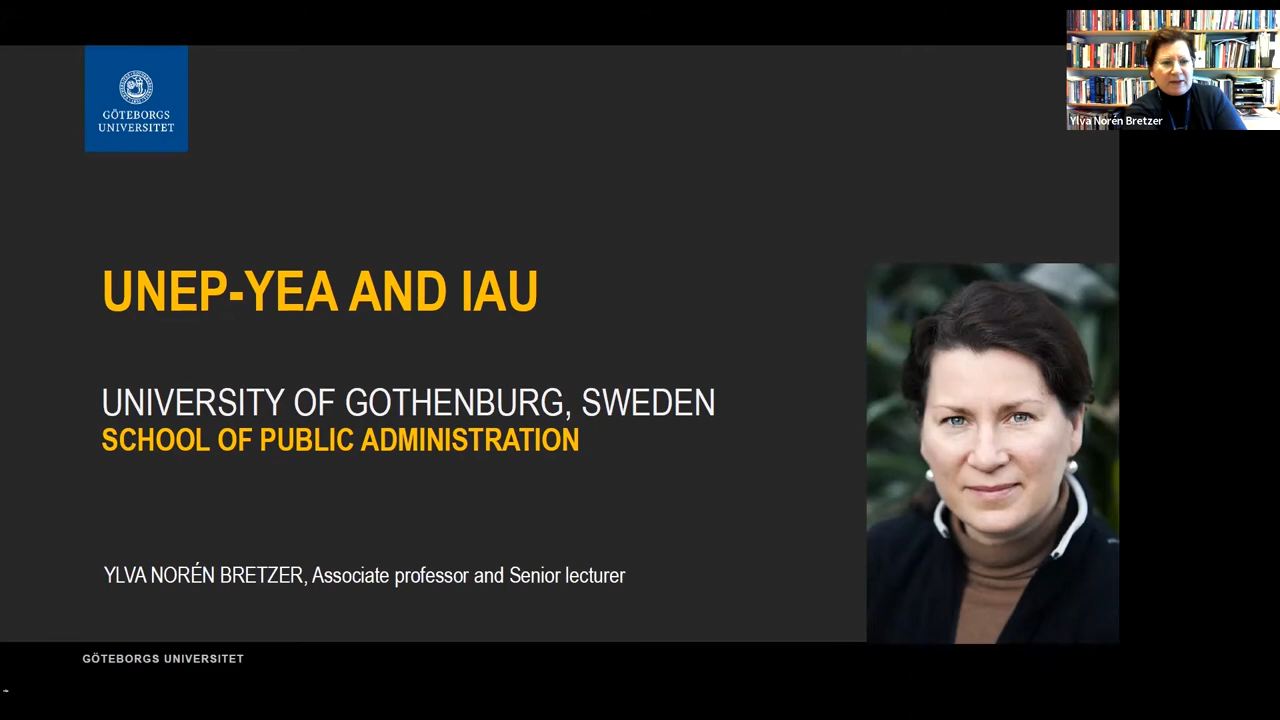 GÖTEBORGS
UNIVERSITET
Ylva Norén Bretzer
UNEP-YEA AND IAU
UNIVERSITY OF GOTHENBURG, SWEDEN
SCHOOL OF PUBLIC ADMINISTRATION
YLVA NORÉN BRETZER, Associate professor and Senior lecturer
GÖTEBORGS UNIVERSITET